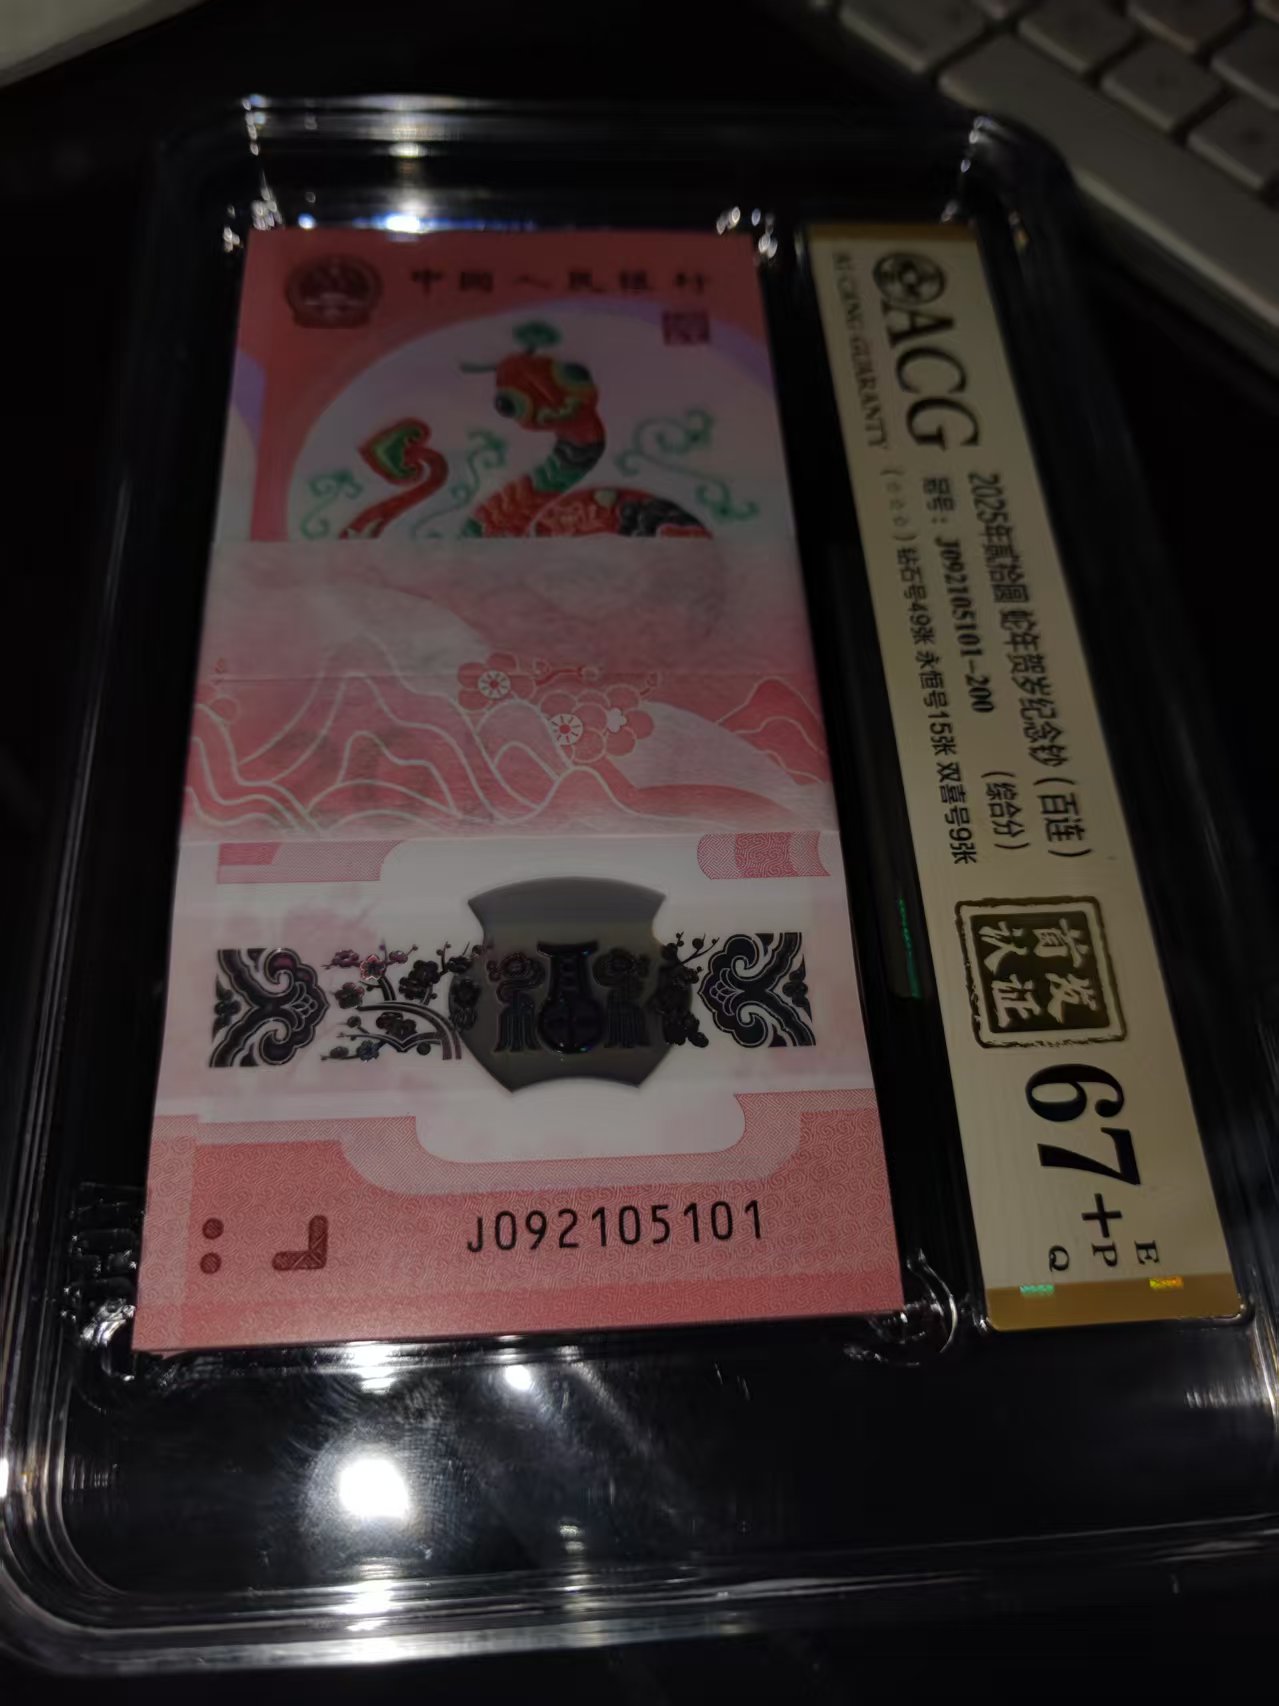 中国人民银行
J092105101
ACG
AI CANG GUARANTY
2025年贰拾圆 蛇年贺岁纪念钞（百连）
冠号：J092105101-200 （综合分）
（☆☆☆☆）钻石号49张 永恒号15张 双喜号9张
首发
认证
67+
E
P
Q